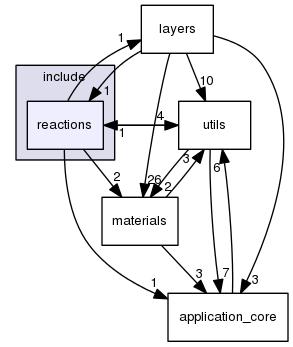 layers
1
include
1
10
reactions
4
1
utils
2
26
2
3
6
materials
1
3
7
3
application_core